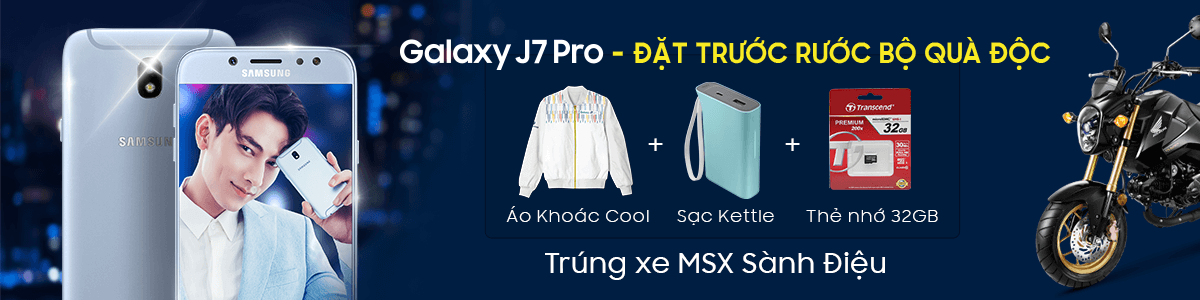 SAMSUNG
SAMSUNG
Galaxy J7 Pro - ĐẶT TRƯỚC RƯỚC BỘ QUÀ ĐỘC
Transcend
PREMIUM
200x
32GB
+
+
Áo Khoác Cool
Sạc Kettle
Thẻ nhớ 32GB
Trúng xe MSX Sành Điệu